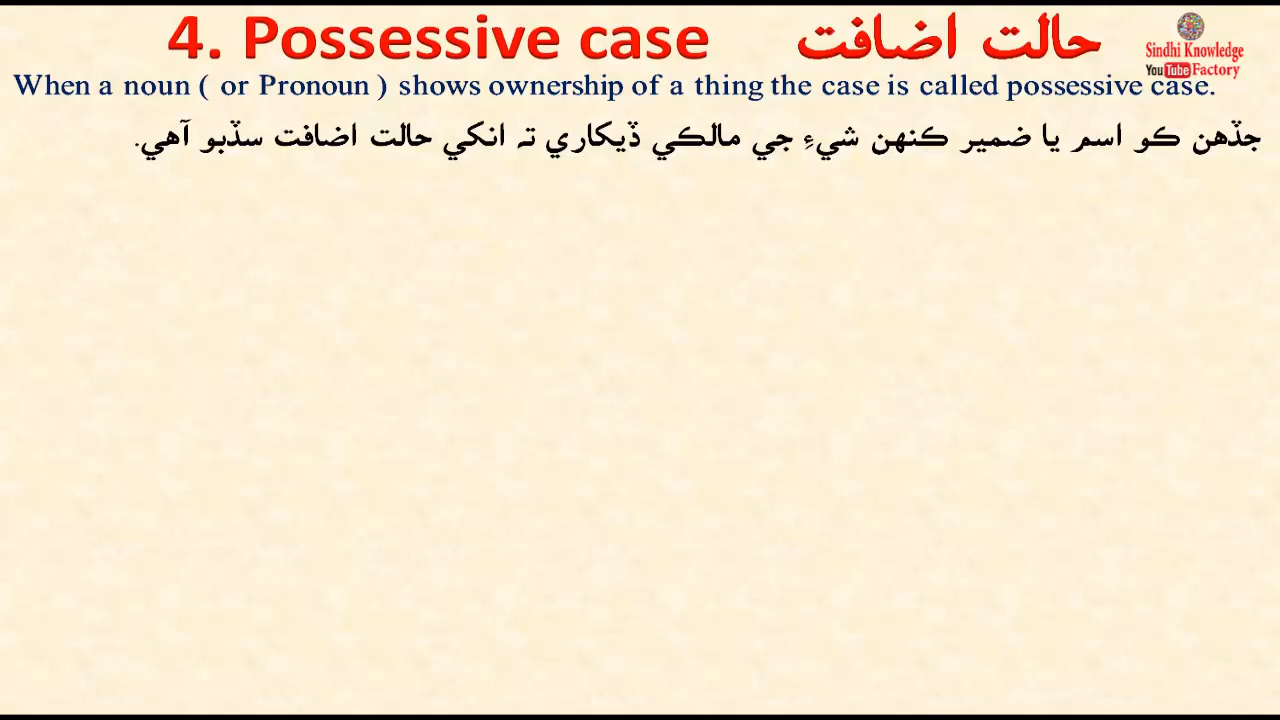 4. Possessive case حالت اضافت
Sindhi Knowledge
YouTube Factory
When a noun ( or Pronoun ) shows ownership of a thing the case is called possessive case.
جڏهن ڪو اسم يا ضمير ڪنهن شيءِ جي مالڪي ڏيکاري تہ انکي حالت اضافت سڏبو آهي.